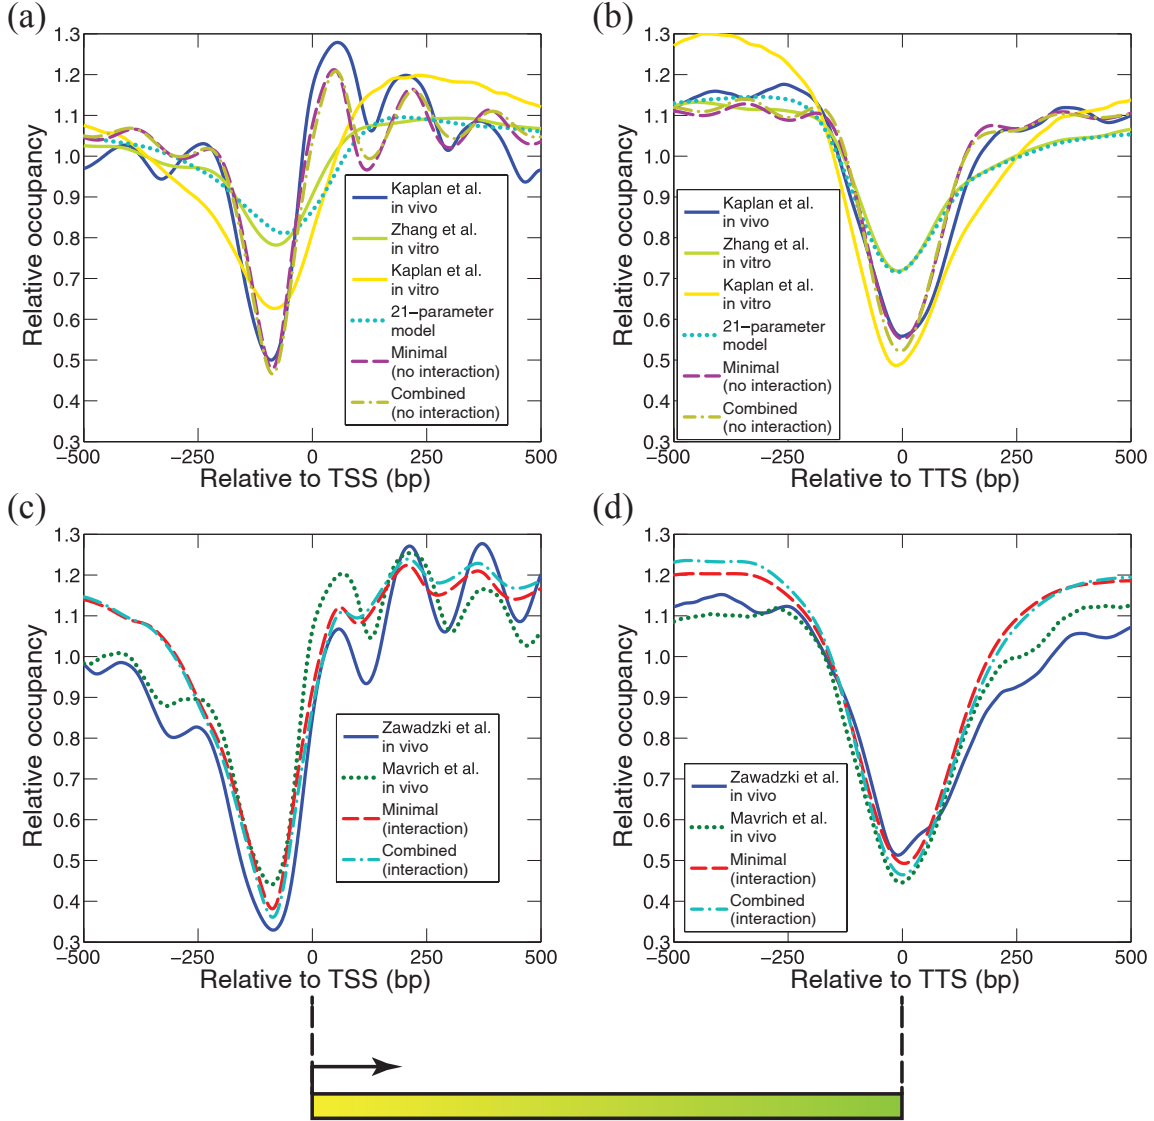 (a)
1.3
1.2
1.1
1.0
0.9
0.8
0.7
0.6
0.5
0.4
0.3
Relative occupancy
Kaplan et al.
in vivo
Zhang et al.
in vitro
Kaplan et al.
in vitro
21−parameter
model
Minimal
(no interaction)
Combined
(no interaction)
−500
−250
0
250
500
Relative to TSS (bp)
(b)
1.3
1.2
1.1
1.0
0.9
0.8
0.7
0.6
0.5
0.4
0.3
Relative occupancy
Kaplan et al.
in vivo
Zhang et al.
in vitro
Kaplan et al.
in vitro
21−parameter
model
Minimal
(no interaction)
Combined
(no interaction)
−500
−250
0
250
500
Relative to TTS (bp)
(c)
1.3
1.2
1.1
1.0
0.9
0.8
0.7
0.6
0.5
0.4
0.3
Relative occupancy
Zawadzki et al.
in vivo
Mavrich et al.
in vivo
Minimal
(interaction)
Combined
(interaction)
−500
−250
0
250
500
Relative to TSS (bp)
(d)
1.3
1.2
1.1
1.0
0.9
0.8
0.7
0.6
0.5
0.4
0.3
Relative occupancy
Zawadzki et al.
in vivo
Mavrich et al.
in vivo
Minimal
(interaction)
Combined
(interaction)
−500
−250
0
250
500
Relative to TTS (bp)